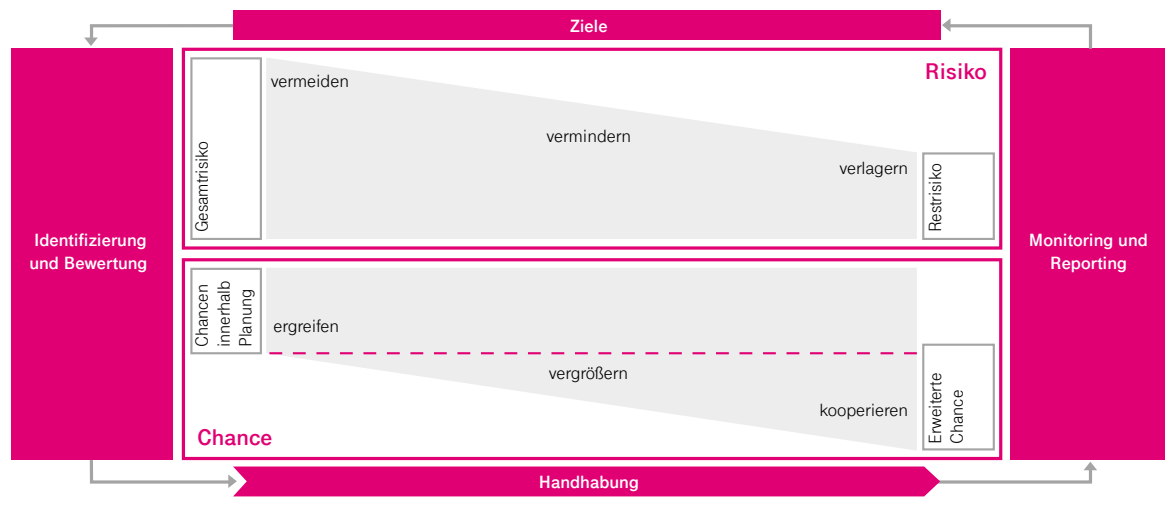 Ziele
Identifizierung
und Bewertung
Risiko
Gesamtrisiko
vermeiden
vermindern
verlagern
Restrisiko
Chancen
innerhalb
Planung
ergreifen
vergrößern
kooperieren
Erweiterte
Chance
Chance
Monitoring und
Reporting
Handhabung